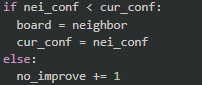 if nei_conf < cur_conf:
    board = neighbor
    cur_conf = nei_conf
else:
    no_improve += 1